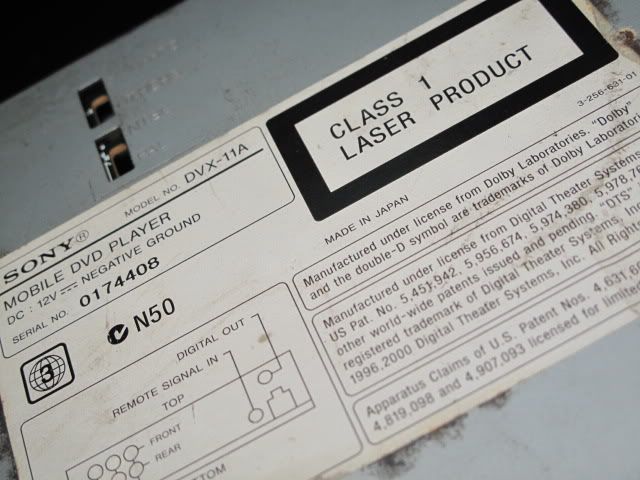 SONY®
MODEL NO. DVX-11A
MOBILE DVD PLAYER
DC : 12V NEGATIVE GROUND
SERIAL NO. 0174408
N50
3
DIGITAL OUT
REMOTE SIGNAL IN
TOP
FRONT
REAR
CLASS 1
LASER PRODUCT
3-256-631-01
MADE IN JAPAN
Manufactured under license from Dolby Laboratories. "Dolby"
and the double-D symbol are trademarks of Dolby Laboratories
Manufactured under license from Digital Theater Systems
US Pat. No. 5,451,942, 5,956,674, 5,974,380, 5,978,76
other world-wide patents issued and pending. "DTS"
registered trademark of Digital Theater Systems, Inc.
1996,2000 Digital Theater Systems, Inc. All Rights
Apparatus Claims of U.S. Patent Nos. 4,631,
4,819,098 and 4,907,093 licensed for limited